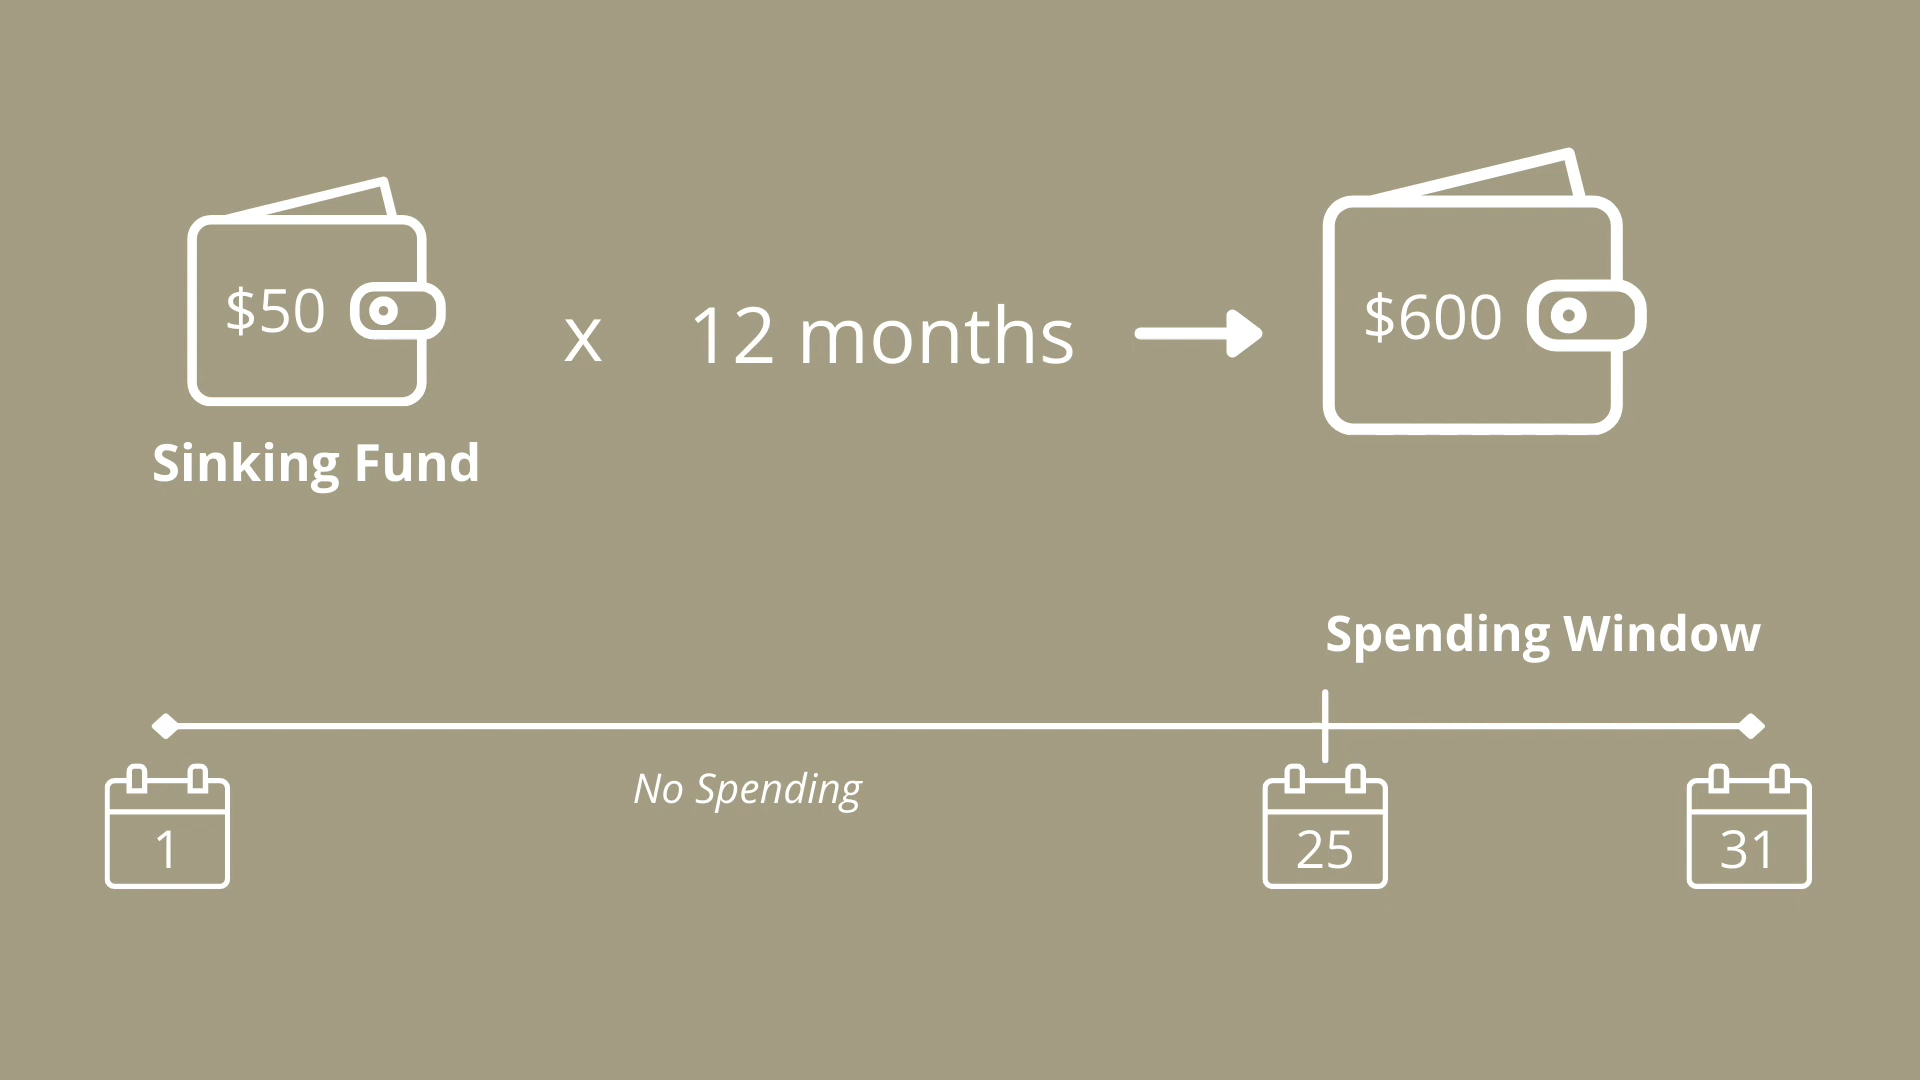 $50
x
12 months
$600
Sinking Fund
Spending Window
No Spending
1
25
31